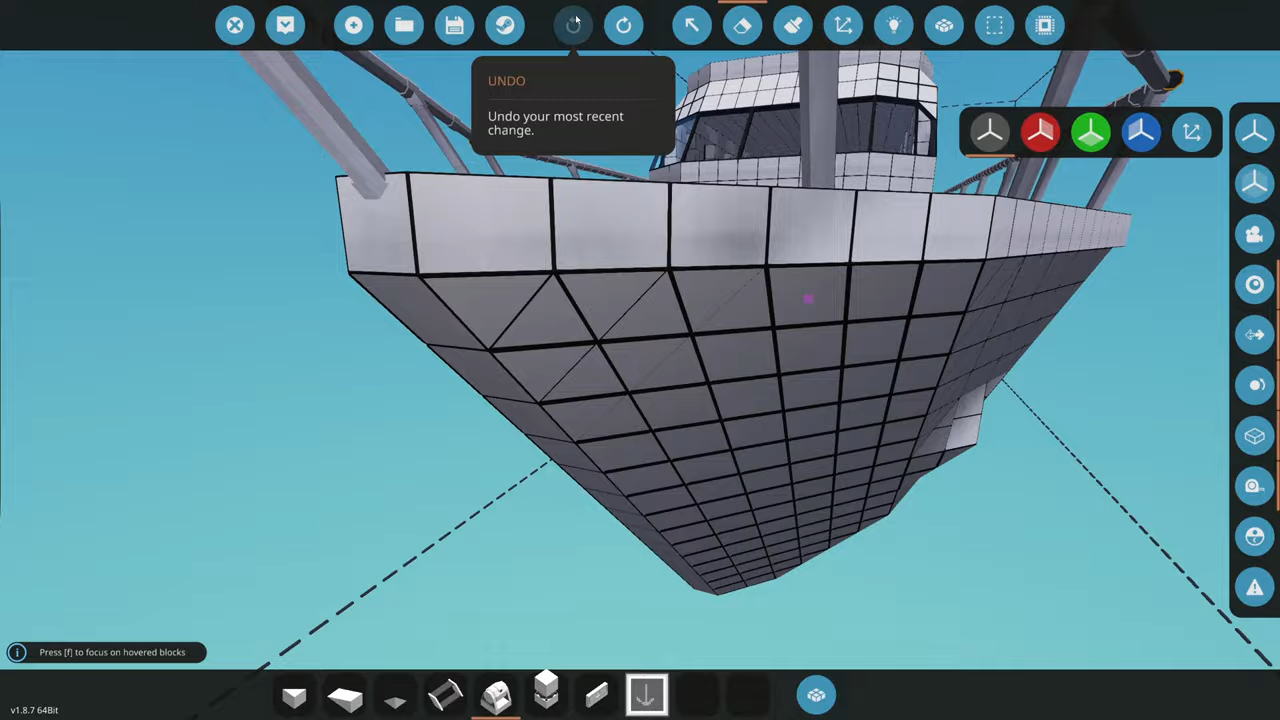 UNDO
Undo your most recent
change.
Press [f] to focus on hovered blocks
v1.8.7 64Bit